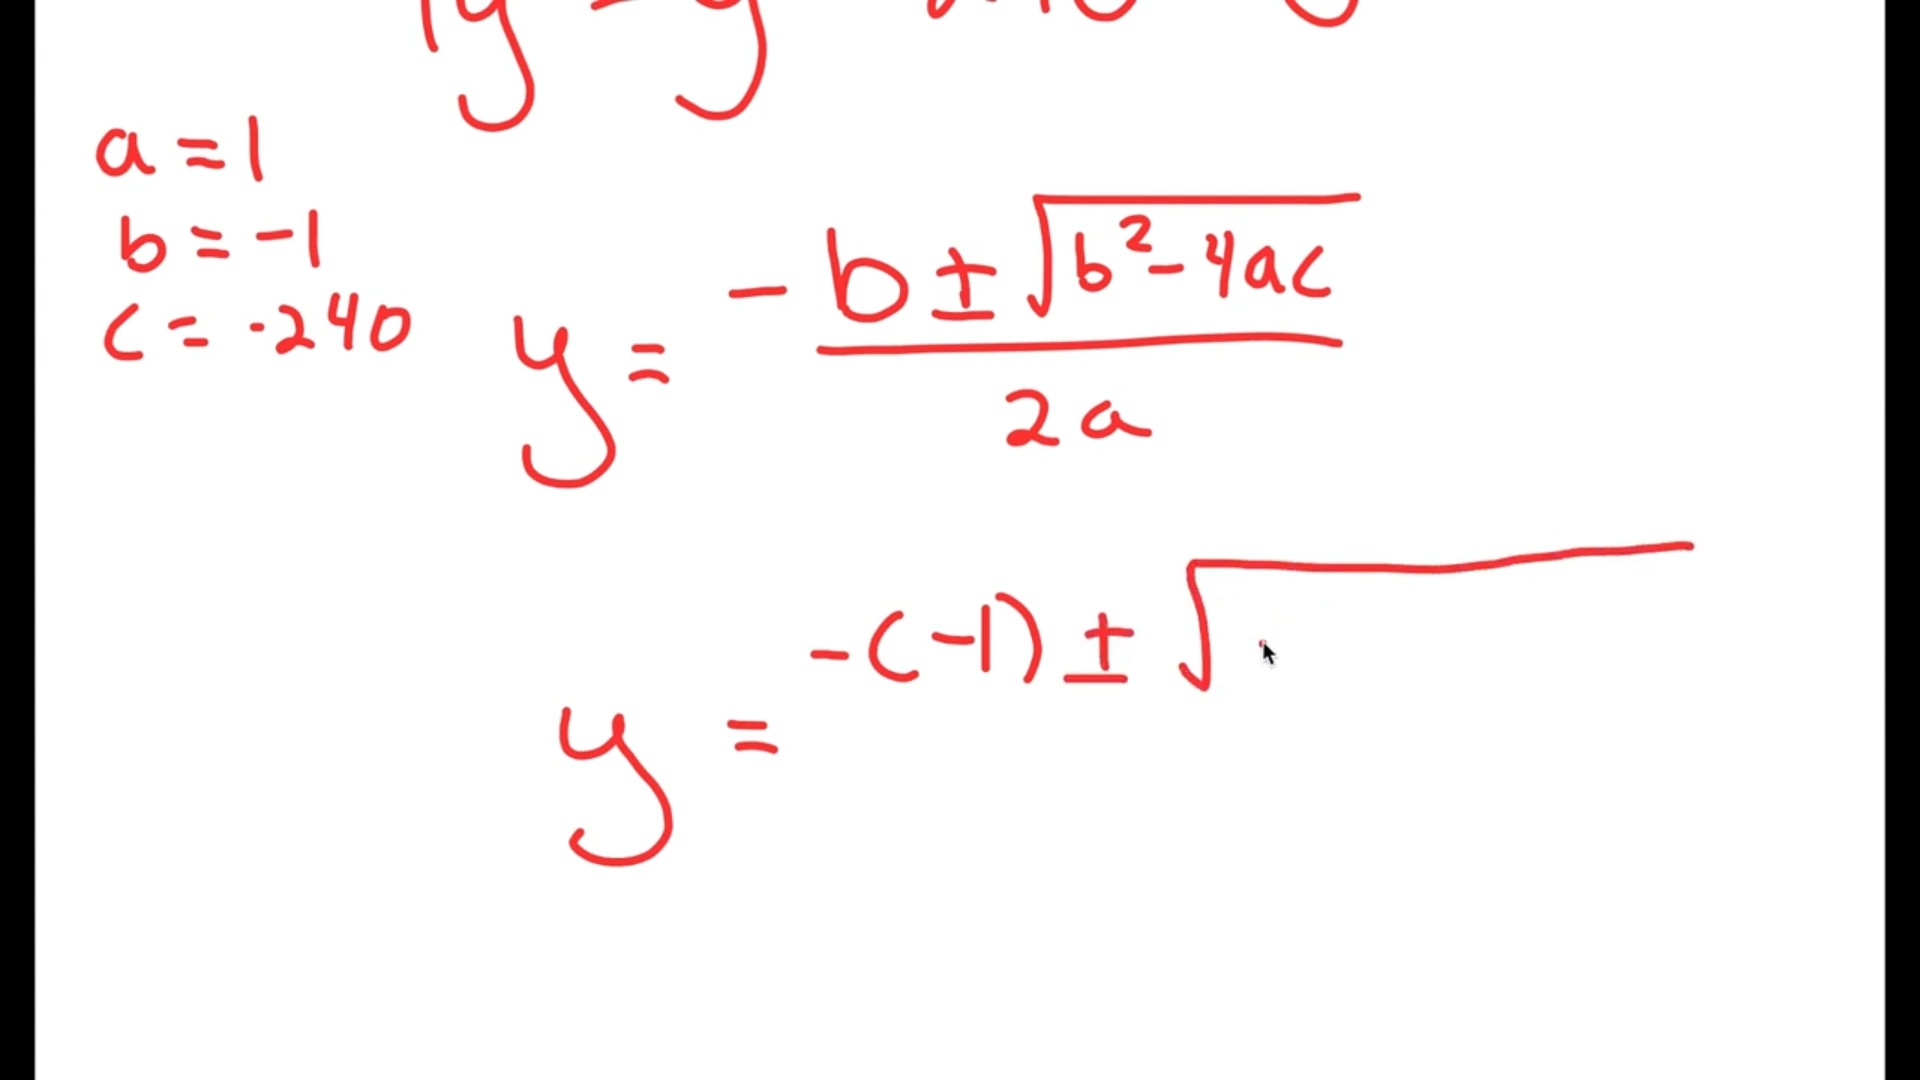 a = 1
b = -1
c = -240
y = -b ± √(b² - 4ac) / 2a
y = -(-1) ± √